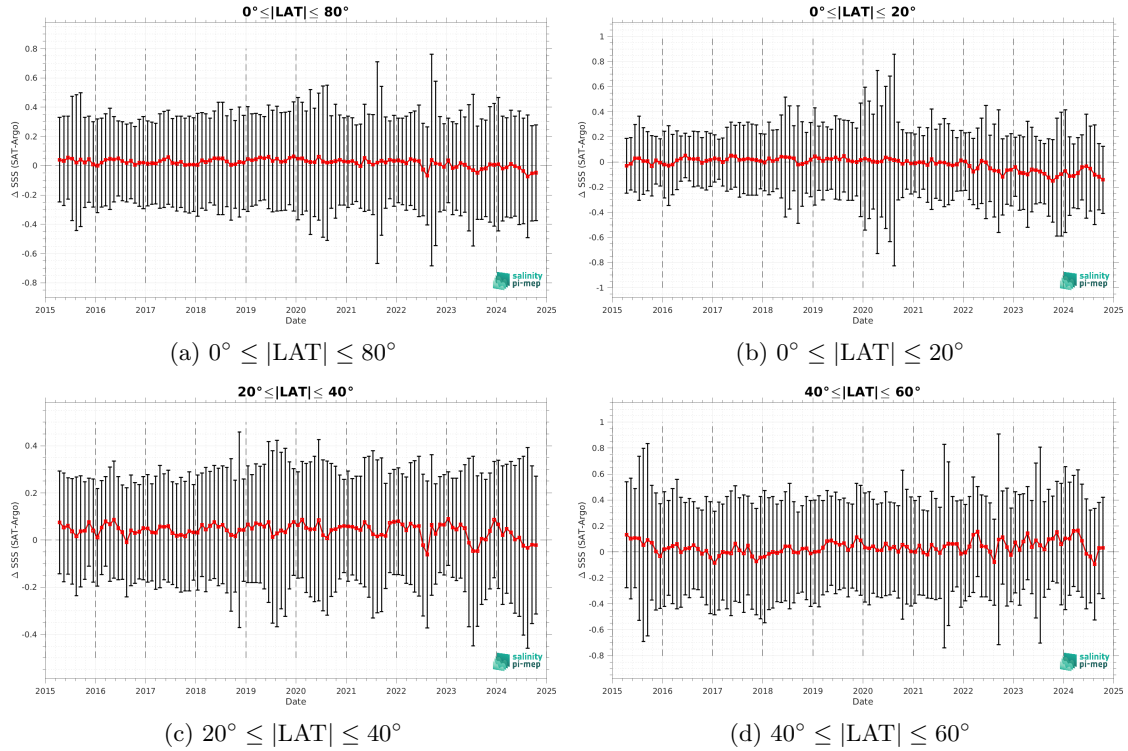 0°≤|LAT|≤ 80°
Δ SSS (SAT-Argo)
0.8
0.6
0.4
0.2
0
-0.2
-0.4
-0.6
-0.8
2015 2016 2017 2018 2019 2020 2021 2022 2023 2024 2025
Date
salinity
pi-mep
(a) 0° ≤ |LAT| ≤ 80°
0°≤|LAT|≤ 20°
Δ SSS (SAT-Argo)
1
0.8
0.6
0.4
0.2
0
-0.2
-0.4
-0.6
-0.8
-1
2015 2016 2017 2018 2019 2020 2021 2022 2023 2024 2025
Date
salinity
pi-mep
(b) 0° ≤ |LAT| ≤ 20°
20°≤|LAT|≤ 40°
Δ SSS (SAT-Argo)
0.4
0.2
0
-0.2
-0.4
2015 2016 2017 2018 2019 2020 2021 2022 2023 2024 2025
Date
salinity
pi-mep
(c) 20° ≤ |LAT| ≤ 40°
40°≤|LAT|≤ 60°
Δ SSS (SAT-Argo)
1
0.8
0.6
0.4
0.2
0
-0.2
-0.4
-0.6
-0.8
2015 2016 2017 2018 2019 2020 2021 2022 2023 2024 2025
Date
salinity
pi-mep
(d) 40° ≤ |LAT| ≤ 60°